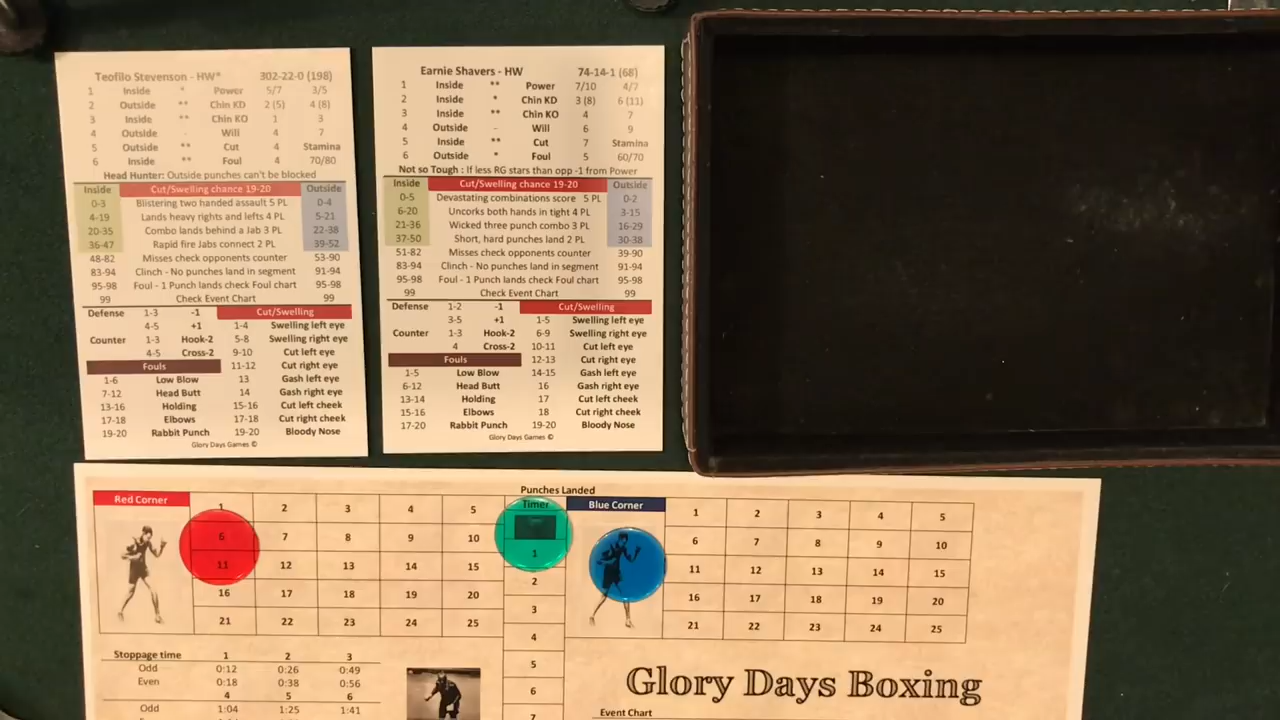 Teofilo Stevenson - HW* 302-22-0 (198)
1 Inside * Power 5/7 3/5
2 Outside ** Chin KD 2 (5) 4 (8)
3 Inside ** Chin KO 1 3
4 Outside - Will 4 7
5 Outside ** Cut 4 Stamina
6 Inside ** Foul 4 70/80
Head Hunter: Outside punches can't be blocked
Inside Cut/Swelling chance 19-20 Outside
0-3 Blistering two handed assault 5 PL 0-4
4-19 Lands heavy rights and lefts 4 PL 5-21
20-35 Combo lands behind a Jab 3 PL 22-38
36-47 Rapid fire Jabs connect 2 PL 39-52
48-82 Misses check opponents counter 53-90
83-94 Clinch - No punches land in segment 91-94
95-98 Foul - 1 Punch lands check Foul chart 95-98
99 Check Event Chart 99
Defense 1-3 -1 Cut/Swelling
4-5 +1 1-4 Swelling left eye
Counter 1-3 Hook-2 5-8 Swelling right eye
4-5 Cross-2 9-10 Cut left eye
Fouls 11-12 Cut right eye
1-6 Low Blow 13 Gash left eye
7-12 Head Butt 14 Gash right eye
13-16 Holding 15-16 Cut left cheek
17-18 Elbows 17-18 Cut right cheek
19-20 Rabbit Punch 19-20 Bloody Nose
Glory Days Games ©
Earnie Shavers - HW 74-14-1 (68)
1 Inside ** Power 7/10 4/7
2 Inside * Chin KD 3 (8) 6 (11)
3 Inside ** Chin KO 4 7
4 Outside - Will 6 9
5 Inside ** Cut 7 Stamina
6 Outside * Foul 5 60/70
Not so Tough : If less RG stars than opp -1 from Power
Inside Cut/Swelling chance 19-20 Outside
0-5 Devastating combinations score 5 PL 0-2
6-20 Uncorks both hands in tight 4 PL 3-15
21-36 Wicked three punch combo 3 PL 16-29
37-50 Short, hard punches land 2 PL 30-38
51-82 Misses check opponents counter 39-90
83-94 Clinch - No punches land in segment 91-94
95-98 Foul - 1 Punch lands check Foul chart 95-98
99 Check Event Chart 99
Defense 1-2 -1 Cut/Swelling
3-5 +1 1-5 Swelling left eye
Counter 1-3 Hook-2 6-9 Swelling right eye
4 Cross-2 10-11 Cut left eye
Fouls 12-13 Cut right eye
1-5 Low Blow 14-15 Gash left eye
6-12 Head Butt 16 Gash right eye
13-14 Holding 17 Cut left cheek
15-16 Elbows 18 Cut right cheek
17-20 Rabbit Punch 19-20 Bloody Nose
Glory Days Games ©
Punches Landed
Red Corner 1 2 3 4 5 Timer Blue Corner 1 2 3 4 5
6 7 8 9 10 6 7 8 9 10
11 12 13 14 15 1 11 12 13 14 15
16 17 18 19 20 2 16 17 18 19 20
21 22 23 24 25 3 21 22 23 24 25
4
5
6
7
Stoppage time 1 2 3
Odd 0:12 0:26 0:49
Even 0:18 0:38 0:56
4 5 6
Odd 1:04 1:25 1:41
Glory Days Boxing
Event Chart